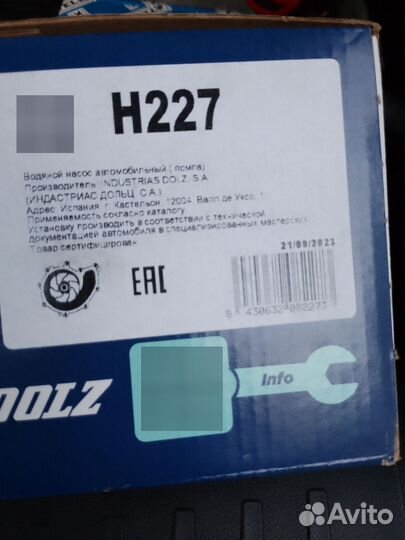 H227
Водяной насос автомобильный ( помпа)
Производитель: INDUSTRIAS DOLZ, S.A
(ИНДАСТРИАС ДОЛЬЦ, С.А.)
Адрес: Испания, г. Кастельон, 12004, Валл де Уксо, 1
Применяемость согласно каталогу
Установку производить в соответствии с технической
документацией автомобиля в специализированных мастерских.
Товар сертифицирован.
21/09/2023
EAC
8 430632 082273
Info
DOLZ
Avito